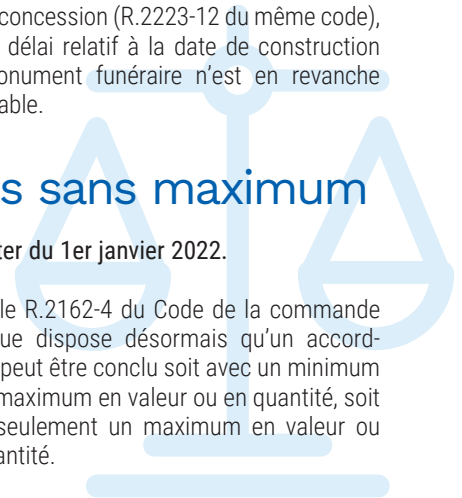 concession (R.2223-12 du même code),
délai relatif à la date de construction
onument funéraire n'est en revanche
able.
s sans maximum
ter du 1er janvier 2022.
le R.2162-4 du Code de la commande
ue dispose désormais qu'un accord-
peut être conclu soit avec un minimum
maximum en valeur ou en quantité, soit
seulement un maximum en valeur ou
antité.